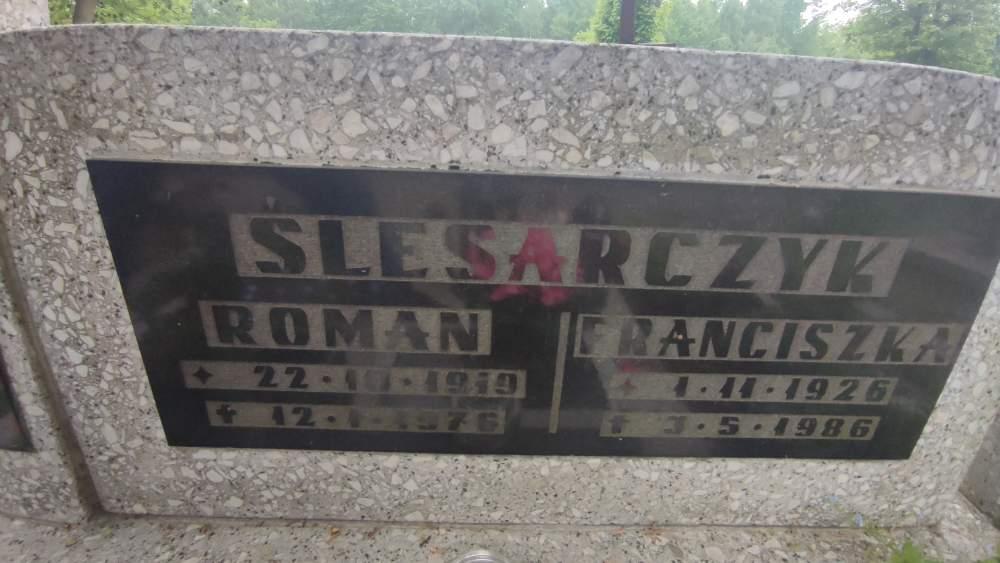 ŚLESARCZYK
ROMAN
✦ 22·10·1919
✝ 12·1·1976
FRANCISZKA
✦ 1·11·1926
✝ 3·5·1986